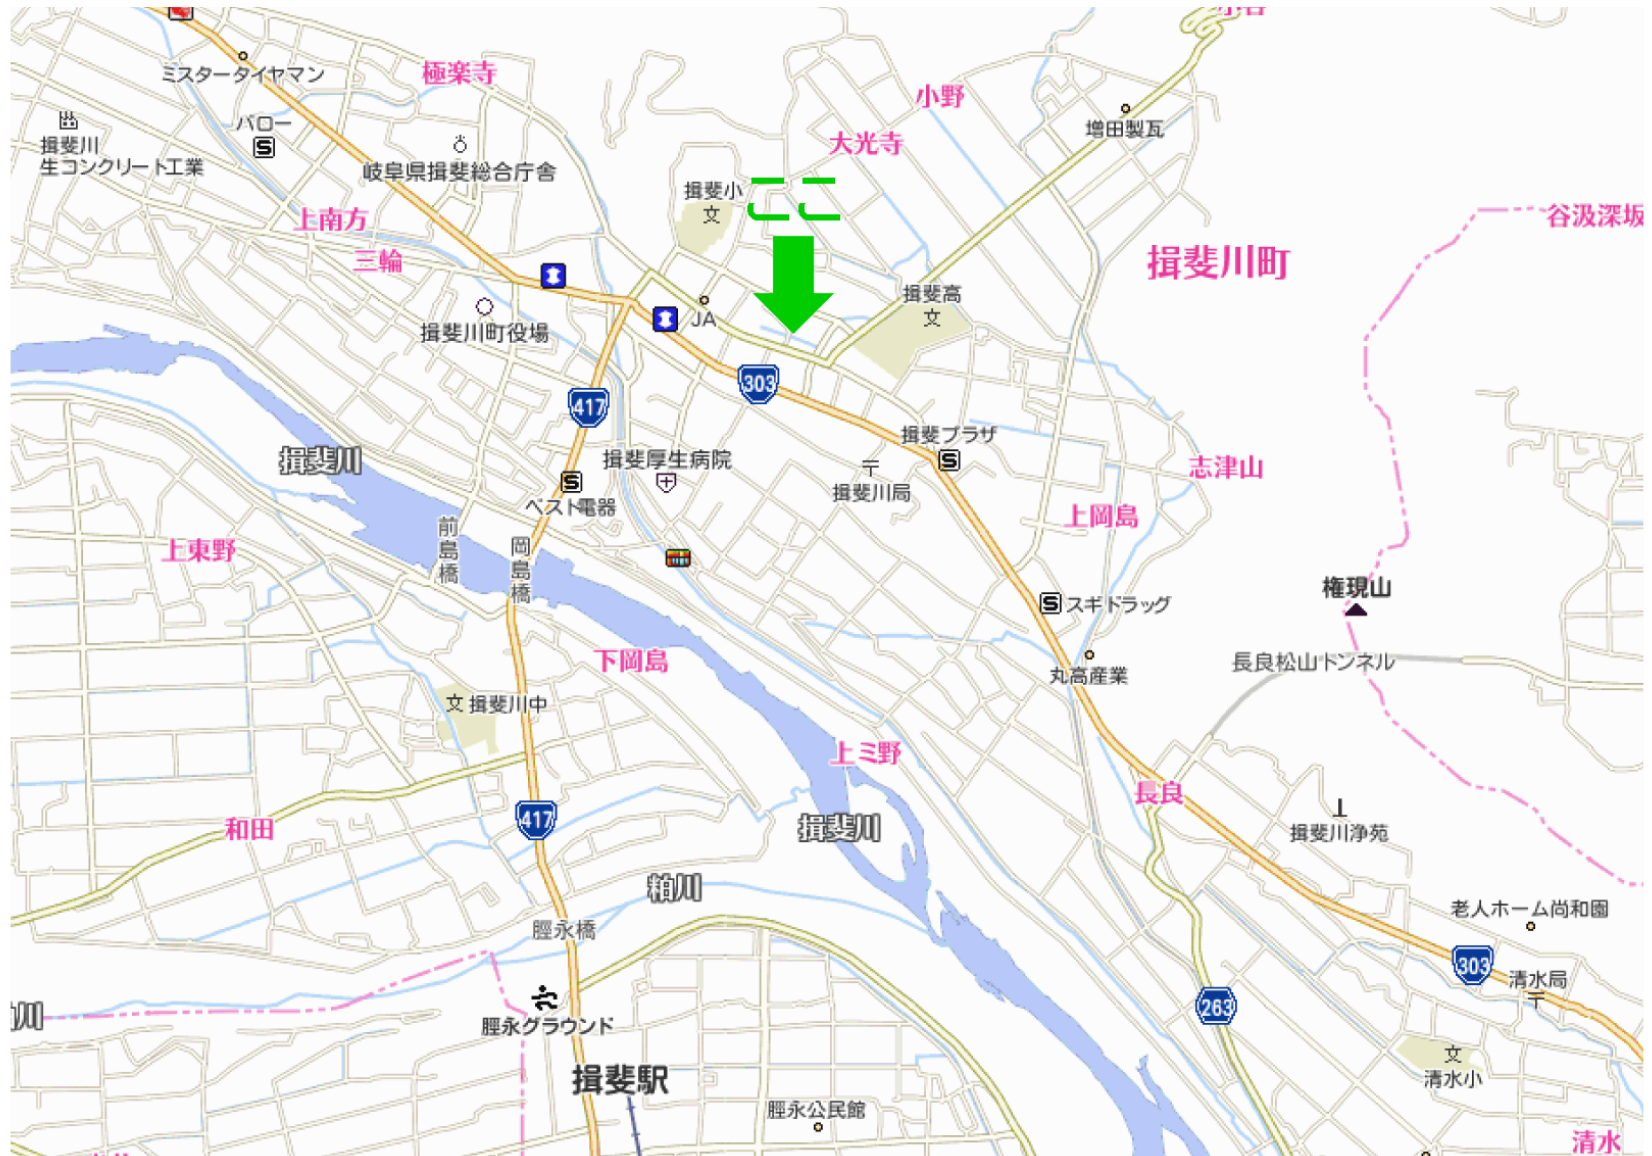 ミスタータイヤマン
極楽寺
小野
増田製瓦
揖斐川
生コンクリート工業
バロー
S
岐阜県揖斐総合庁舎
大光寺
揖斐小
文
上南方
三輪
谷汲深坂
揖斐川町
揖斐高
文
JA
揖斐川町役場
303
417
揖斐プラザ
S
揖斐川
揖斐厚生病院
S
ベスト電器
〒
揖斐川局
志津山
上岡島
上東野
前島橋
岡島橋
権現山
S
スギドラッグ
下岡島
丸高産業
長良松山トンネル
文
揖斐川中
上ミ野
長良
417
和田
揖斐川
揖斐川浄苑
粕川
脛永橋
老人ホーム尚和園
303
清水局
〒
263
脛永グラウンド
文
清水小
揖斐駅
脛永公民館
清水